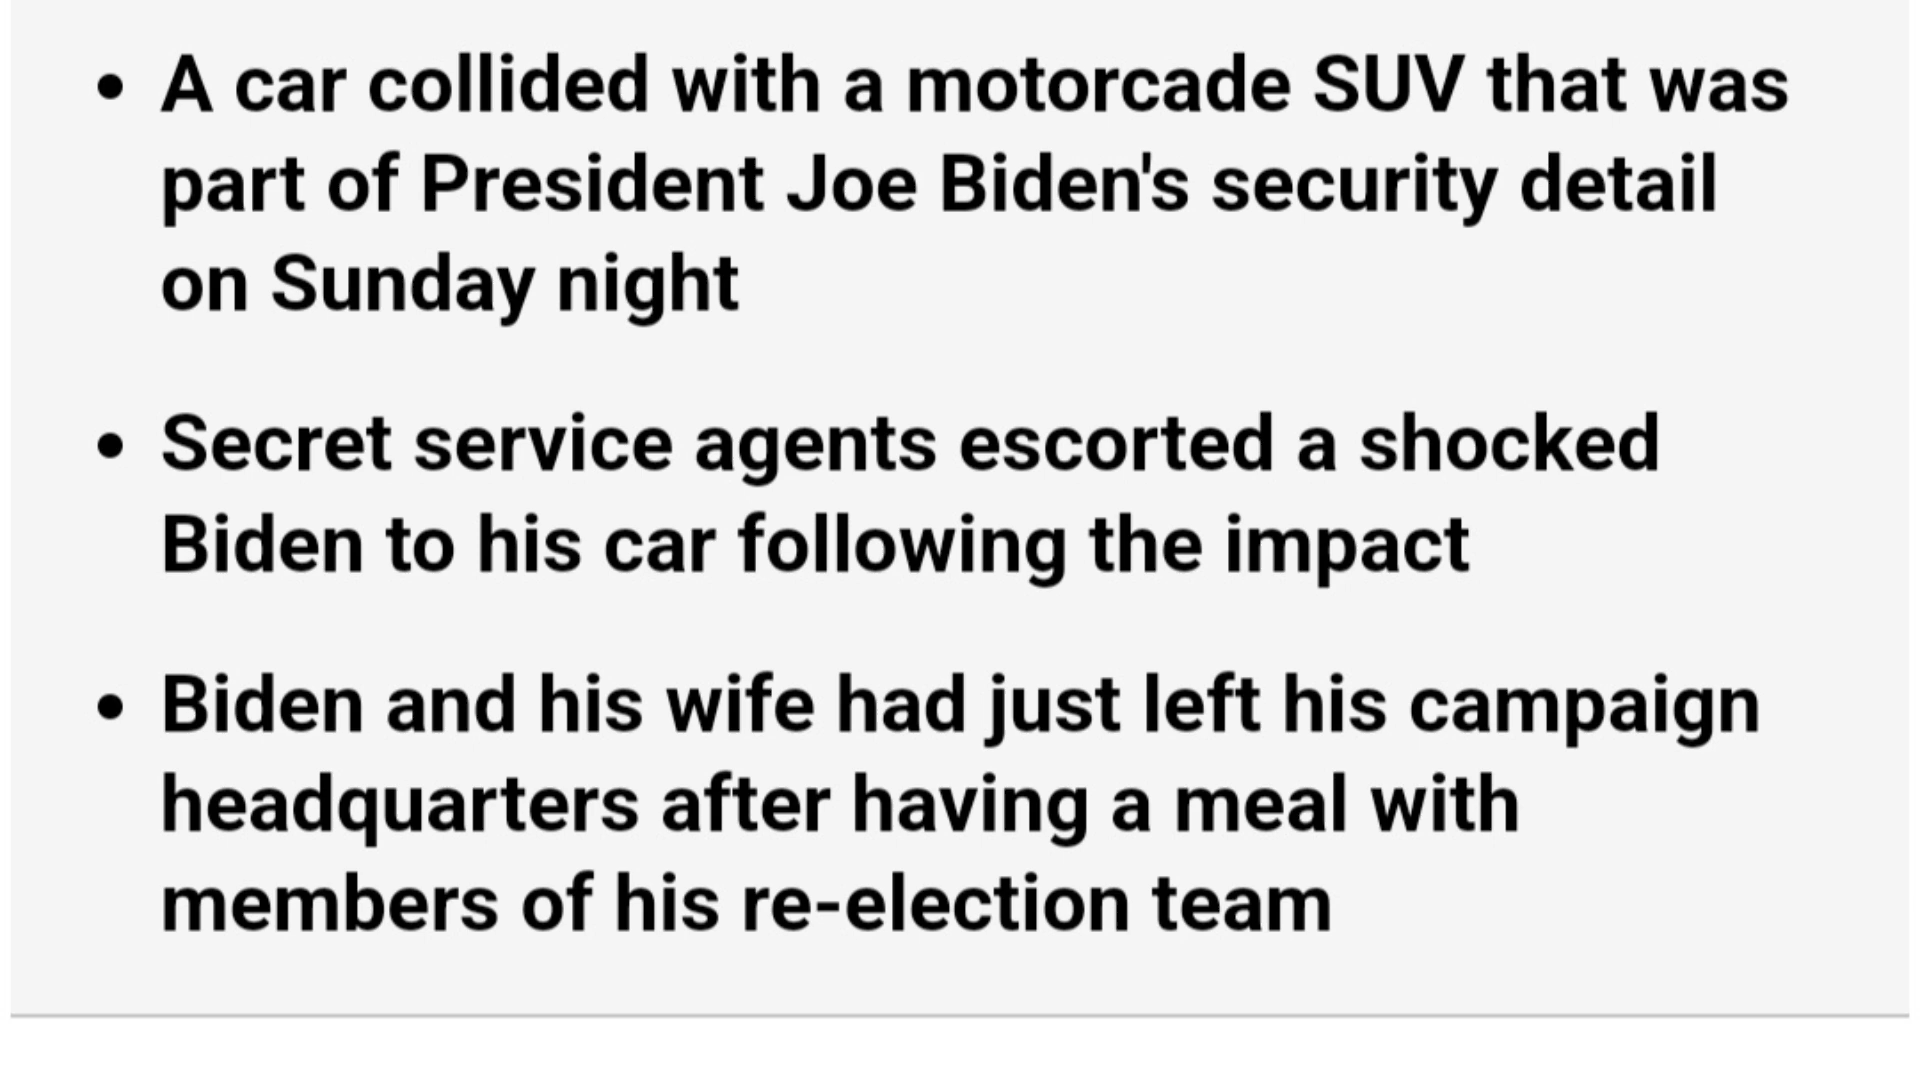 • A car collided with a motorcade SUV that was
part of President Joe Biden's security detail
on Sunday night
• Secret service agents escorted a shocked
Biden to his car following the impact
• Biden and his wife had just left his campaign
headquarters after having a meal with
members of his re-election team